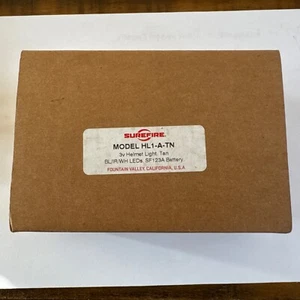 SUREFIRE
MODEL HL1-A-TN
3v Helmet Light, Tan
BL/IR/WH LEDs, SF123A Battery
FOUNTAIN VALLEY, CALIFORNIA, U.S.A.